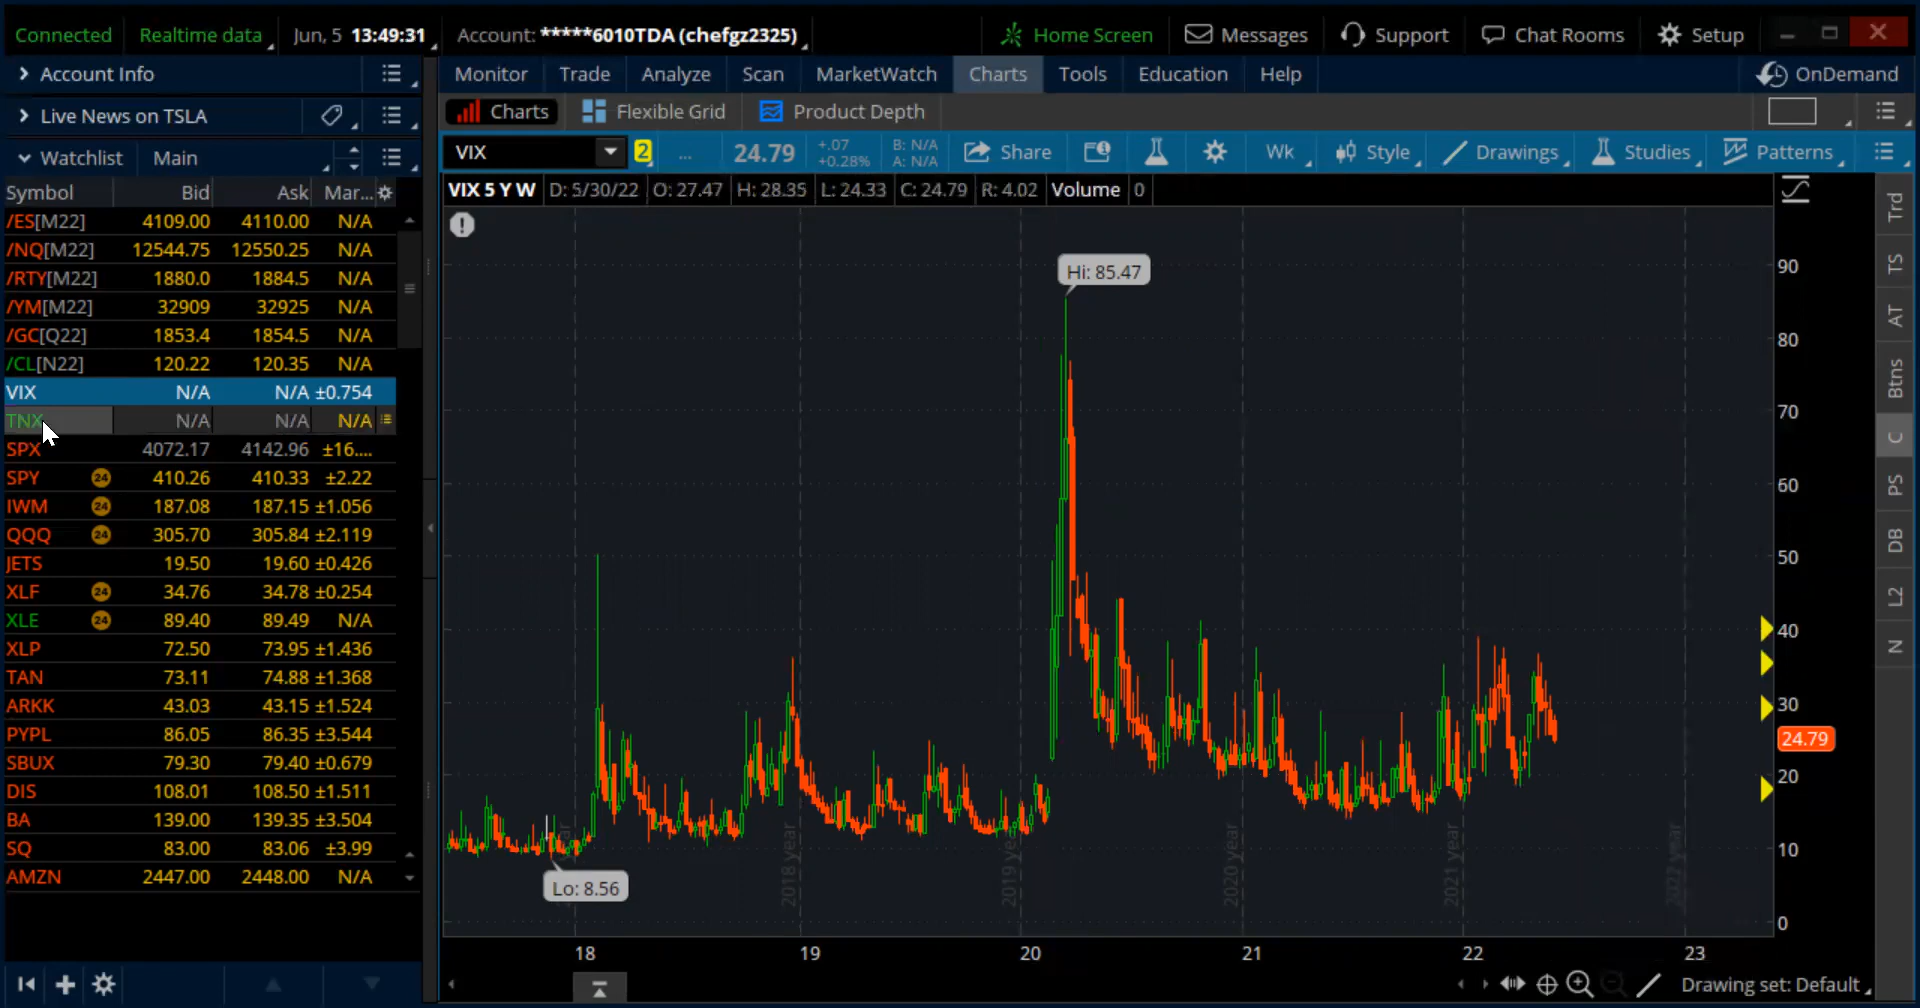 Connected Realtime data Jun, 5 13:49:31 Account: *****6010TDA (chefgz2325) Home Screen Messages Support Chat Rooms Setup
Account Info
Monitor Trade Analyze Scan MarketWatch Charts Tools Education Help OnDemand
Live News on TSLA
Charts Flexible Grid Product Depth
Watchlist Main
VIX 2 ... 24.79 +.07 +0.28% B: N/A A: N/A Share Wk Style Drawings Studies Patterns
Symbol Bid Ask Mar...
VIX 5 Y W D: 5/30/22 O: 27.47 H: 28.35 L: 24.33 C: 24.79 R: 4.02 Volume 0
/ES[M22] 4109.00 4110.00 N/A
/NQ[M22] 12544.75 12550.25 N/A
/RTY[M22] 1880.0 1884.5 N/A
/YM[M22] 32909 32925 N/A
/GC[Q22] 1853.4 1854.5 N/A
/CL[N22] 120.22 120.35 N/A
VIX N/A N/A ±0.754
TNX N/A N/A N/A
SPX 4072.17 4142.96 ±16....
SPY 24 410.26 410.33 ±2.22
IWM 24 187.08 187.15 ±1.056
QQQ 24 305.70 305.84 ±2.119
JETS 19.50 19.60 ±0.426
XLF 24 34.76 34.78 ±0.254
XLE 24 89.40 89.49 N/A
XLP 72.50 73.95 ±1.436
TAN 73.11 74.88 ±1.368
ARKK 43.03 43.15 ±1.524
PYPL 86.05 86.35 ±3.544
SBUX 79.30 79.40 ±0.679
DIS 108.01 108.50 ±1.511
BA 139.00 139.35 ±3.504
SQ 83.00 83.06 ±3.99
AMZN 2447.00 2448.00 N/A
Hi: 85.47
Lo: 8.56
90
80
70
60
50
40
30
24.79
20
10
0
year
2018 year
2019 year
2020 year
2021 year
2022 year
18 19 20 21 22 23
Trd
TS
AT
Btns
C
PS
DB
L2
N
Drawing set: Default